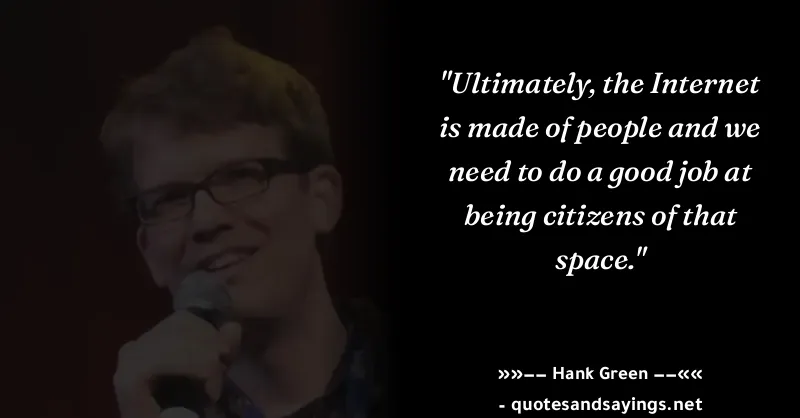 "Ultimately, the Internet
is made of people and we
need to do a good job at
being citizens of that
space."
»»−− Hank Green −−««
- quotesandsayings.net